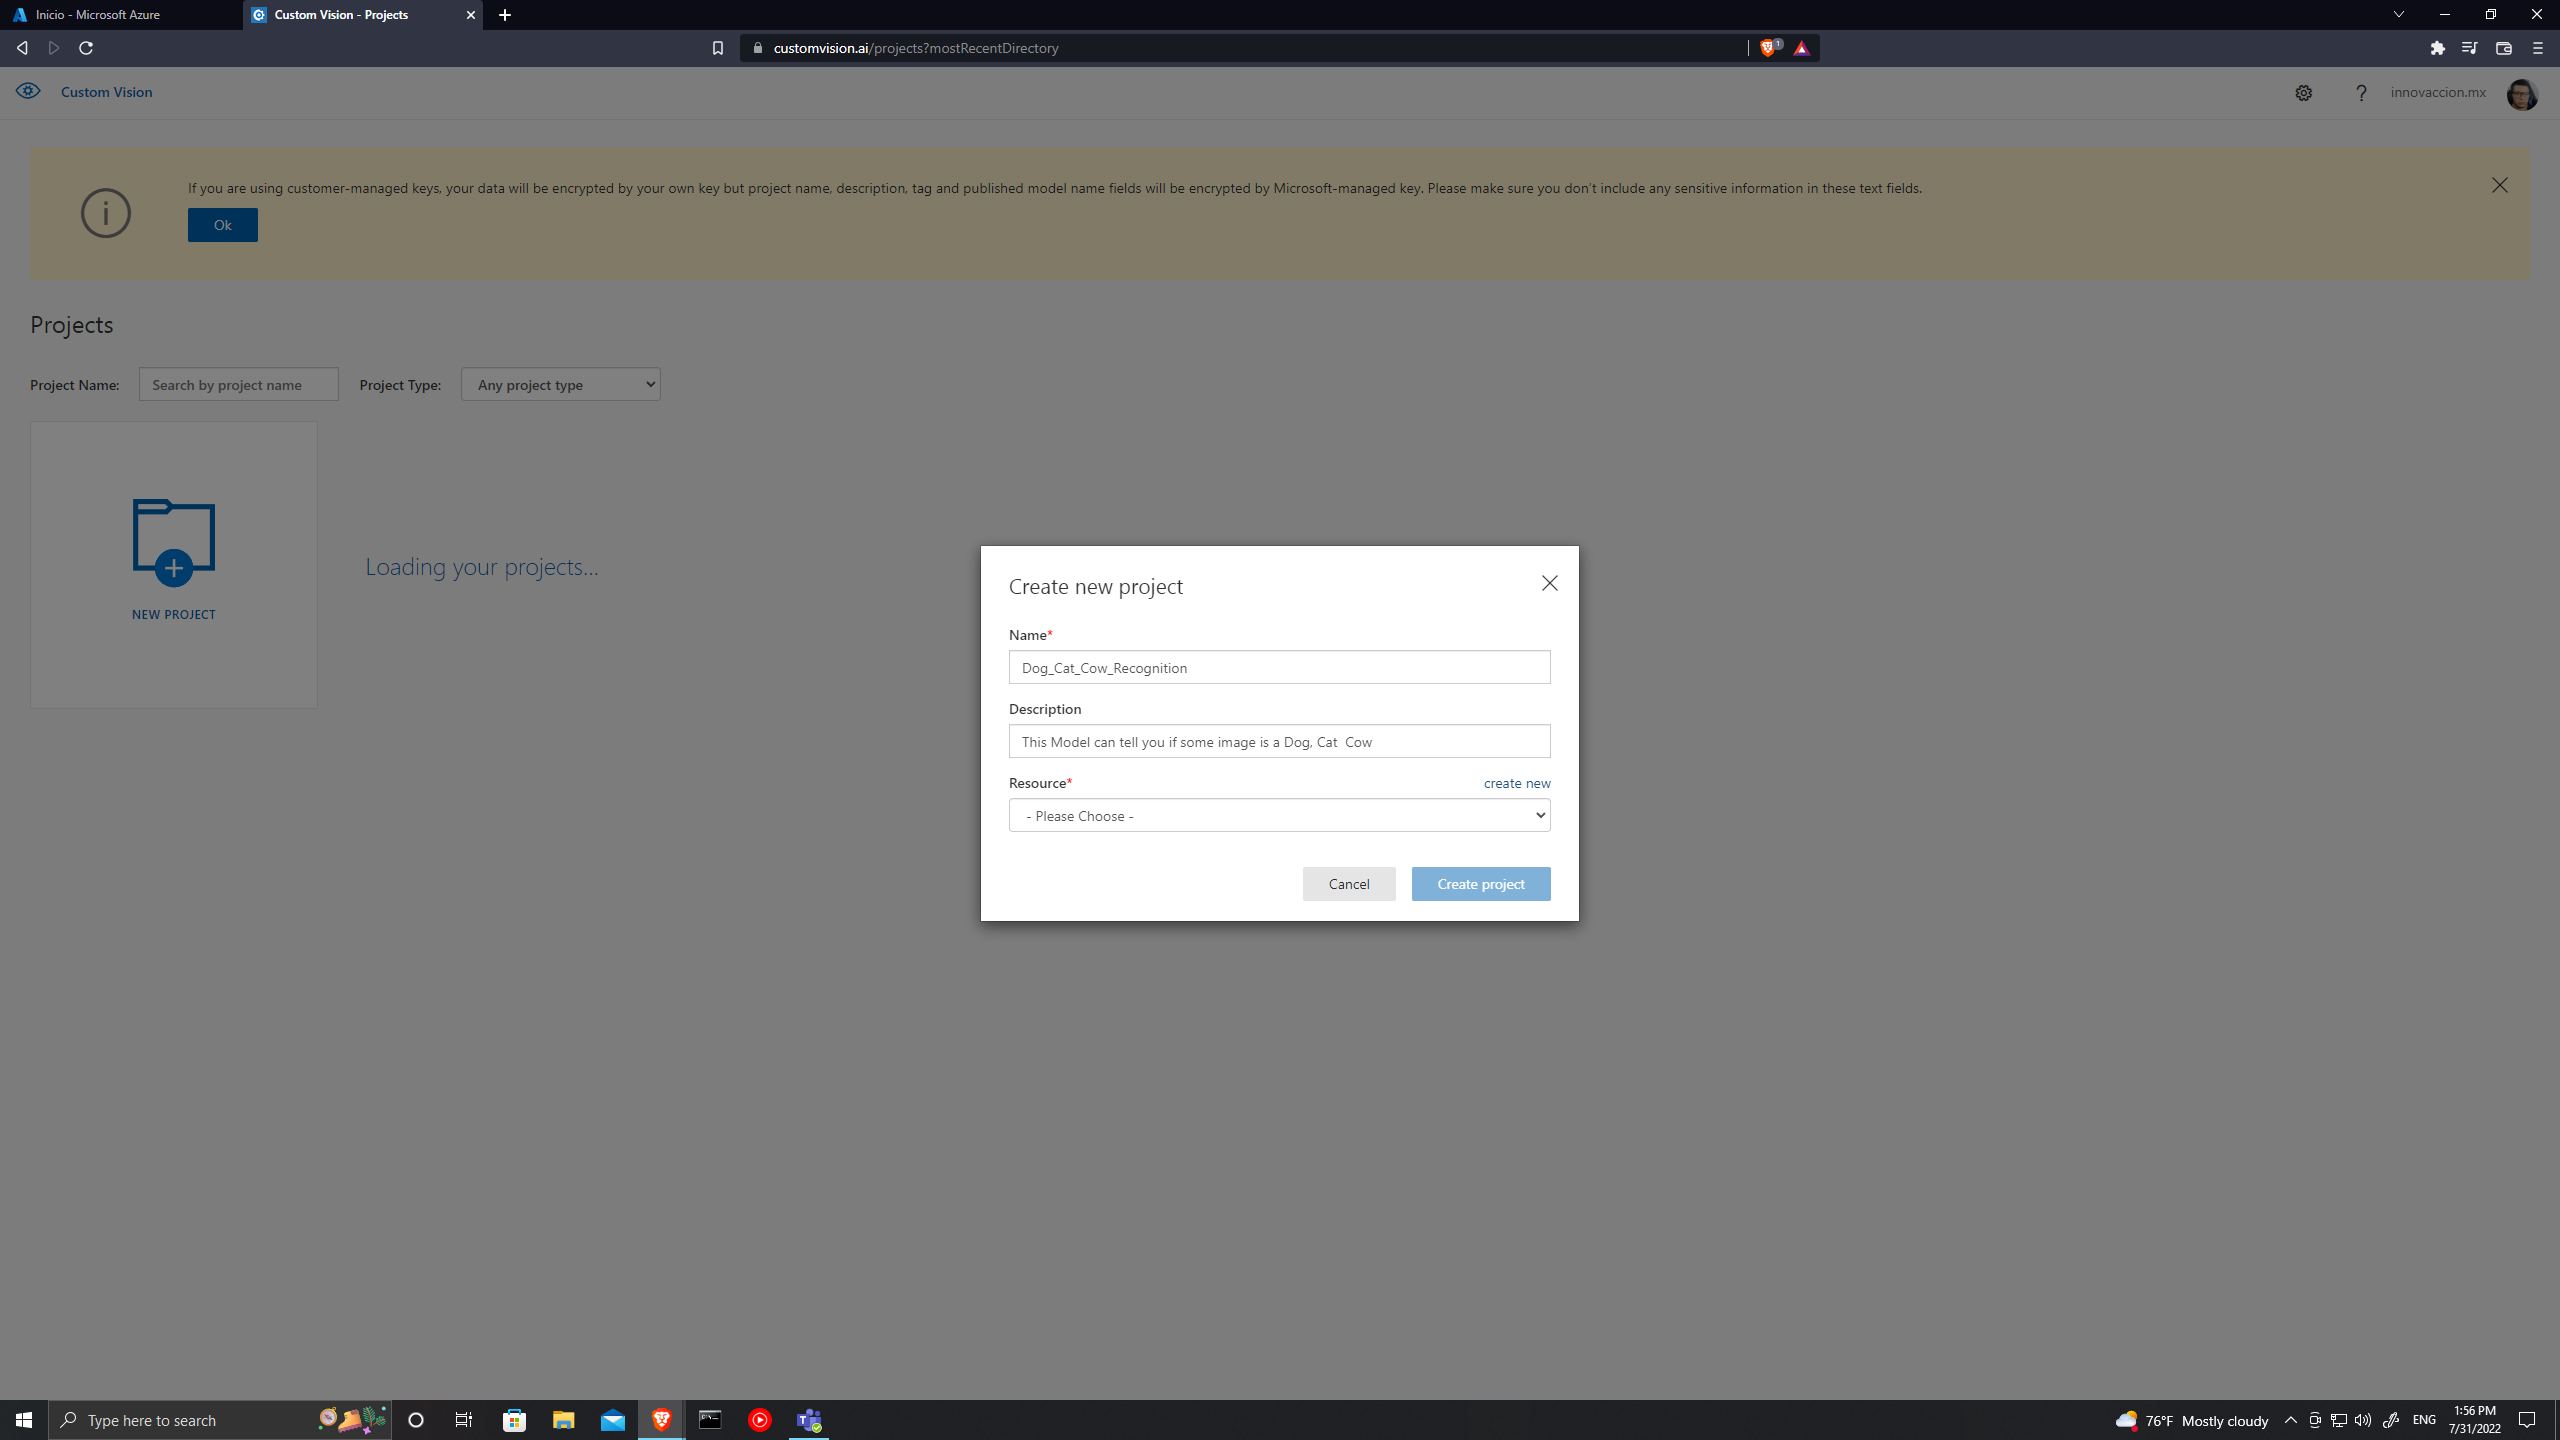 Inicio - Microsoft Azure
Custom Vision - Projects
customvision.ai/projects?mostRecentDirectory
1
Custom Vision
?
innovaccion.mx
If you are using customer-managed keys, your data will be encrypted by your own key but project name, description, tag and published model name fields will be encrypted by Microsoft-managed key. Please make sure you don't include any sensitive information in these text fields.
Ok
Projects
Project Name:
Search by project name
Project Type:
Any project type
NEW PROJECT
Loading your projects...
Create new project
Name*
Dog_Cat_Cow_Recognition
Description
This Model can tell you if some image is a Dog, Cat  Cow
Resource*
create new
- Please Choose -
Cancel
Create project
Type here to search
76°F Mostly cloudy
ENG
1:56 PM
7/31/2022